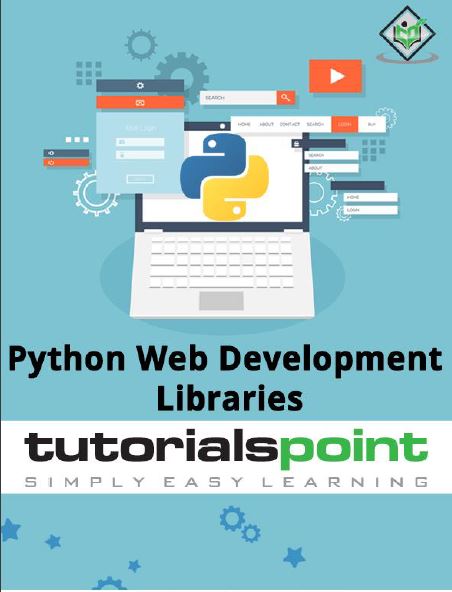 SEARCH
HOME ABOUT CONTACT SEARCH LOGIN
SEARCH
ABOUT
HOME
LOGIN
Python Web Development
Libraries
tutorialspoint
SIMPLY EASY LEARNING